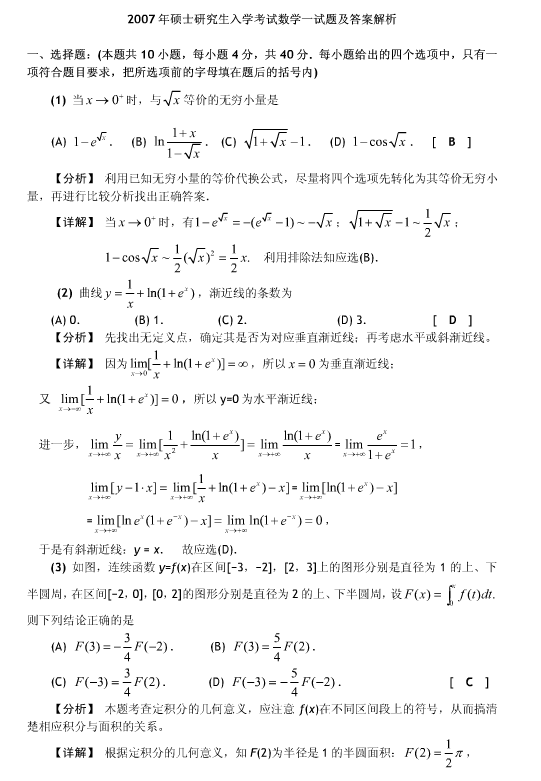 2007 年硕士研究生入学考试数学一试题及答案解析
一、选择题：(本题共 10 小题，每小题 4 分，共 40 分．每小题给出的四个选项中，只有一
项符合题目要求，把所选项前的字母填在题后的括号内)
(1) 当 x → 0⁺ 时，与 √x 等价的无穷小量是
(A) 1−e^{√x}． (B) ln (1+x)/(1−√x)． (C) √(1+√x)−1． (D) 1−cos√x． [ B ]
【分析】 利用已知无穷小量的等价代换公式，尽量将四个选项先转化为其等价无穷小
量，再进行比较分析找出正确答案．
【详解】 当 x → 0⁺ 时，有 1−e^{√x} = −(e^{√x} −1) ~ −√x；√(1+√x) −1 ~ (1/2)√x；
1−cos√x ~ (1/2)(√x)² = (1/2)x. 利用排除法知应选(B).
(2) 曲线 y = 1/x + ln(1+e^x)，渐近线的条数为
(A) 0. (B) 1. (C) 2. (D) 3. [ D ]
【分析】 先找出无定义点，确定其是否为对应垂直渐近线；再考虑水平或斜渐近线。
【详解】 因为 lim_{x→0}[1/x + ln(1+e^x)] = ∞，所以 x = 0 为垂直渐近线；
又 lim_{x→−∞}[1/x + ln(1+e^x)] = 0，所以 y=0 为水平渐近线；
进一步，lim_{x→+∞} y/x = lim_{x→+∞}[1/x² + ln(1+e^x)/x] = lim_{x→+∞} ln(1+e^x)/x = lim_{x→+∞} e^x/(1+e^x) = 1，
lim_{x→+∞}[y−1·x] = lim_{x→+∞}[1/x + ln(1+e^x) − x] = lim_{x→+∞}[ln(1+e^x) − x]
= lim_{x→+∞}[ln e^x(1+e^{−x}) − x] = lim_{x→+∞} ln(1+e^{−x}) = 0，
于是有斜渐近线：y = x． 故应选(D).
(3) 如图，连续函数 y=f(x)在区间[−3，−2]，[2，3]上的图形分别是直径为 1 的上、下
半圆周，在区间[−2，0]，[0，2]的图形分别是直径为 2 的上、下半圆周，设 F(x) = ∫₀ˣ f(t)dt.
则下列结论正确的是
(A) F(3) = −(3/4)F(−2)． (B) F(3) = (5/4)F(2)．
(C) F(−3) = (3/4)F(2)． (D) F(−3) = −(5/4)F(−2)． [ C ]
【分析】 本题考查定积分的几何意义，应注意 f(x)在不同区间段上的符号，从而搞清
楚相应积分与面积的关系。
【详解】 根据定积分的几何意义，知 F(2)为半径是 1 的半圆面积：F(2) = (1/2)π，